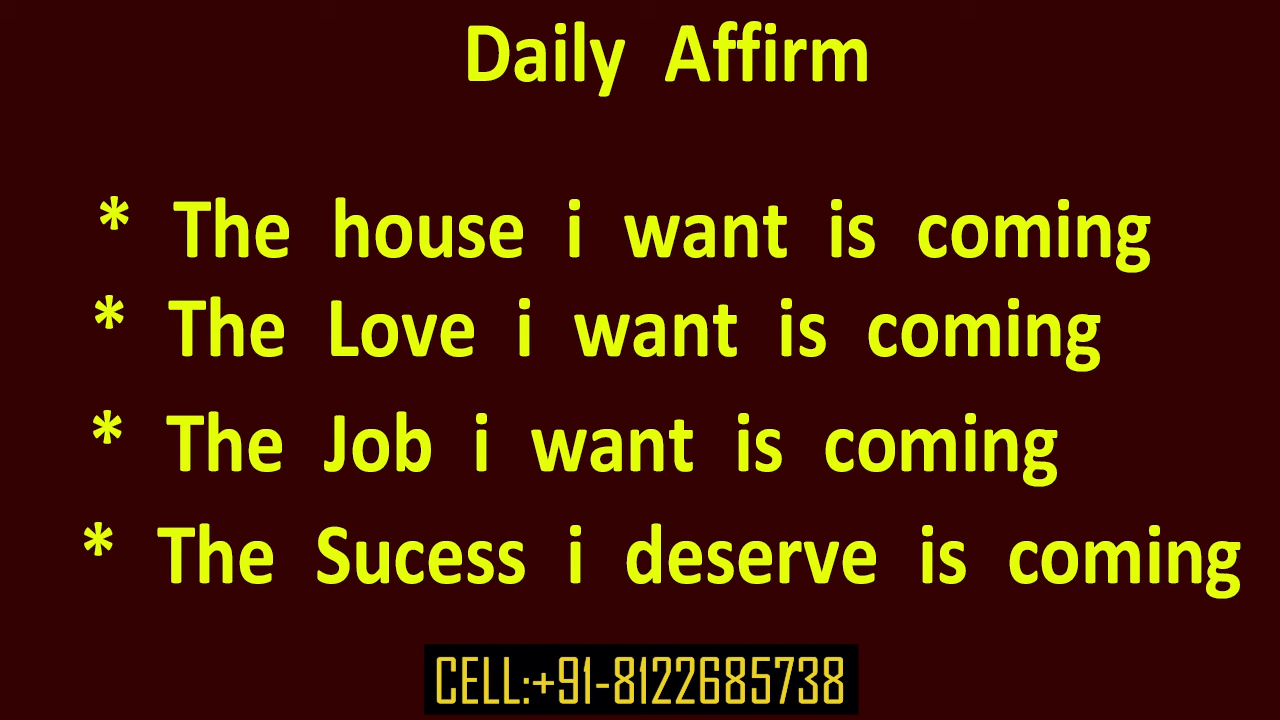 Daily Affirm
* The house i want is coming
* The Love i want is coming
* The Job i want is coming
* The Sucess i deserve is coming
CELL:+91-8122685738